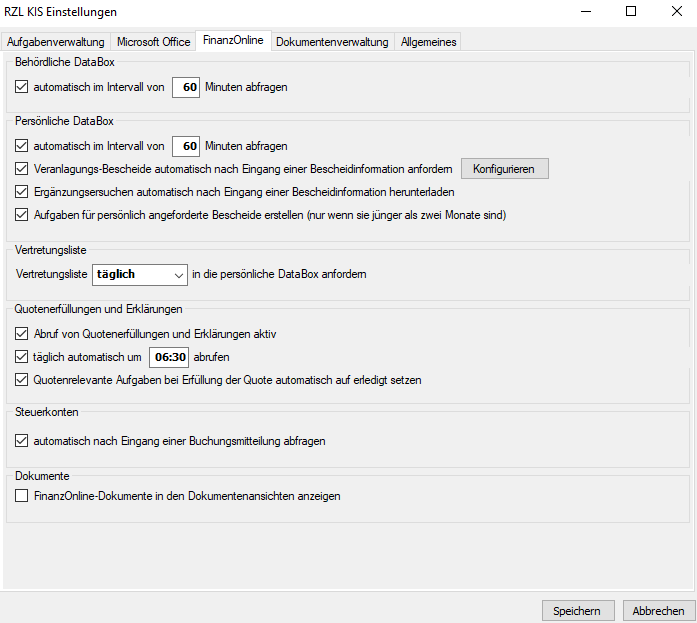 RZL KIS Einstellungen
Aufgabenverwaltung Microsoft Office FinanzOnline Dokumentenverwaltung Allgemeines
Behördliche DataBox
automatisch im Intervall von 60 Minuten abfragen
Persönliche DataBox
automatisch im Intervall von 60 Minuten abfragen
Veranlagungs-Bescheide automatisch nach Eingang einer Bescheidinformation anfordern Konfigurieren
Ergänzungsersuchen automatisch nach Eingang einer Bescheidinformation herunterladen
Aufgaben für persönlich angeforderte Bescheide erstellen (nur wenn sie jünger als zwei Monate sind)
Vertretungsliste
Vertretungsliste täglich in die persönliche DataBox anfordern
Quotenerfüllungen und Erklärungen
Abruf von Quotenerfüllungen und Erklärungen aktiv
täglich automatisch um 06:30 abrufen
Quotenrelevante Aufgaben bei Erfüllung der Quote automatisch auf erledigt setzen
Steuerkonten
automatisch nach Eingang einer Buchungsmitteilung abfragen
Dokumente
FinanzOnline-Dokumente in den Dokumentenansichten anzeigen
Speichern Abbrechen